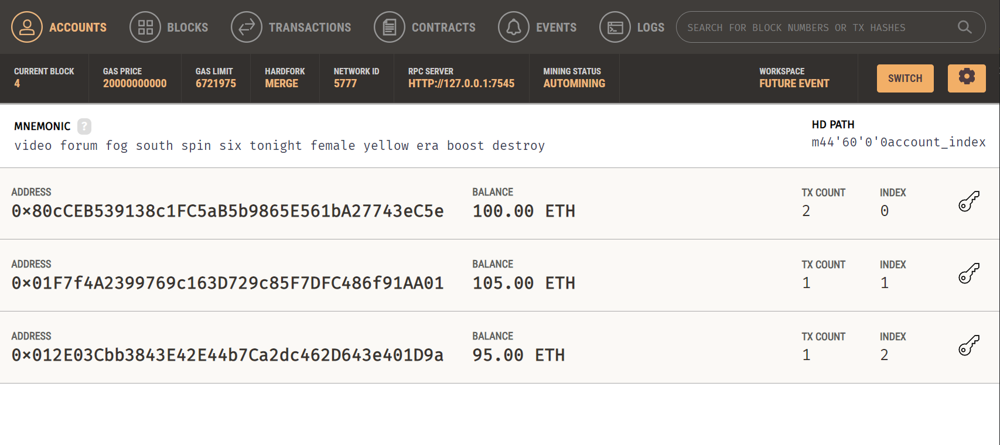 ACCOUNTS BLOCKS TRANSACTIONS CONTRACTS EVENTS LOGS SEARCH FOR BLOCK NUMBERS OR TX HASHES
CURRENT BLOCK GAS PRICE GAS LIMIT HARDFORK NETWORK ID RPC SERVER MINING STATUS WORKSPACE
4 20000000000 6721975 MERGE 5777 HTTP://127.0.0.1:7545 AUTOMINING FUTURE EVENT SWITCH
MNEMONIC ? HD PATH
video forum fog south spin six tonight female yellow era boost destroy m44'60'0'0account_index
ADDRESS BALANCE TX COUNT INDEX
0×80cCEB539138c1FC5aB5b9865E561bA27743eC5e 100.00 ETH 2 0
ADDRESS BALANCE TX COUNT INDEX
0×01F7f4A2399769c163D729c85F7DFC486f91AA01 105.00 ETH 1 1
ADDRESS BALANCE TX COUNT INDEX
0×012E03Cbb3843E42E44b7Ca2dc462D643e401D9a 95.00 ETH 1 2